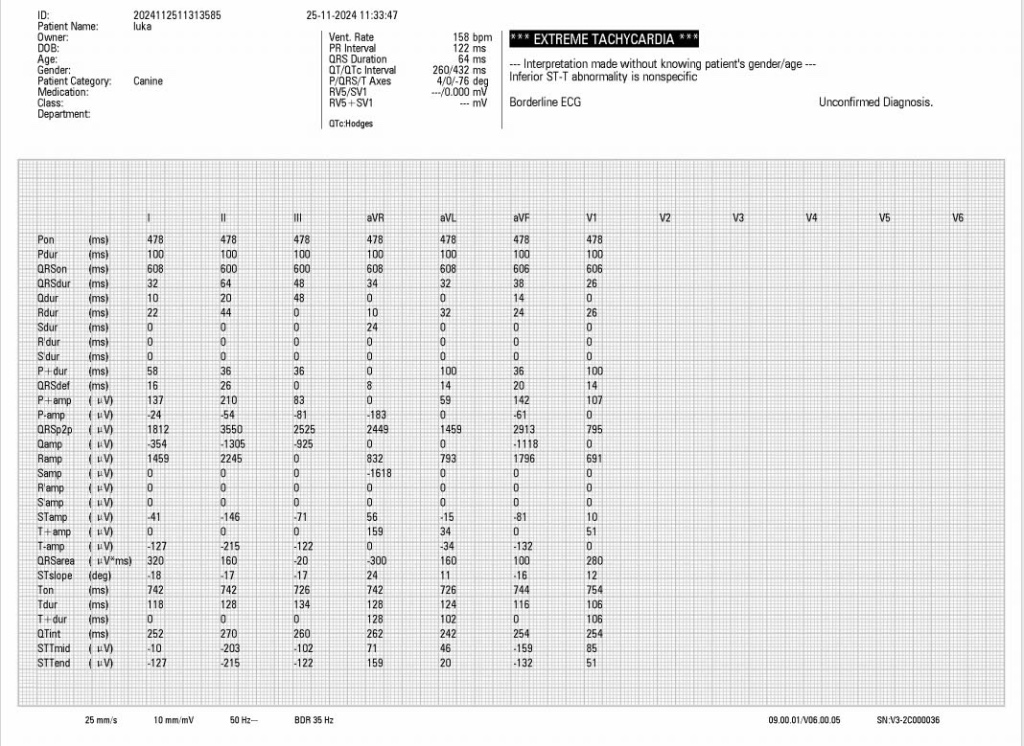 ID: 2024112511313585 25-11-2024 11:33:47
Patient Name: luka
Owner: Vent. Rate 158 bpm *** EXTREME TACHYCARDIA ***
DOB: PR Interval 122 ms
Age: QRS Duration 64 ms --- Interpretation made without knowing patient's gender/age ---
Gender: QT/QTc Interval 260/432 ms Inferior ST-T abnormality is nonspecific
Patient Category: Canine P/QRS/T Axes 4/0/-76 deg
Medication: RV5/SV1 ---/0.000 mV
Class: RV5+SV1 --- mV Borderline ECG Unconfirmed Diagnosis.
Department:
QTc:Hodges
I II III aVR aVL aVF V1 V2 V3 V4 V5 V6
Pon (ms) 478 478 478 478 478 478 478
Pdur (ms) 100 100 100 100 100 100 100
QRSon (ms) 608 600 600 608 608 606 606
QRSdur (ms) 32 64 48 34 32 38 26
Qdur (ms) 10 20 48 0 0 14 0
Rdur (ms) 22 44 0 10 32 24 26
Sdur (ms) 0 0 0 24 0 0 0
R'dur (ms) 0 0 0 0 0 0 0
S'dur (ms) 0 0 0 0 0 0 0
P+dur (ms) 58 36 36 0 100 36 100
QRSdef (ms) 16 26 0 8 14 20 14
P+amp (μV) 137 210 83 0 59 142 107
P-amp (μV) -24 -54 -81 -183 0 -61 0
QRSp2p (μV) 1812 3550 2525 2449 1459 2913 795
Qamp (μV) -354 -1305 -925 0 0 -1118 0
Ramp (μV) 1459 2245 0 832 793 1796 691
Samp (μV) 0 0 0 -1618 0 0 0
R'amp (μV) 0 0 0 0 0 0 0
S'amp (μV) 0 0 0 0 0 0 0
STamp (μV) -41 -146 -71 56 -15 -81 10
T+amp (μV) 0 0 0 159 34 0 51
T-amp (μV) -127 -215 -122 0 -34 -132 0
QRSarea (μV*ms) 320 160 -20 -300 160 100 280
STslope (deg) -18 -17 -17 24 11 -16 12
Ton (ms) 742 742 726 742 726 744 754
Tdur (ms) 118 128 134 128 124 116 106
T+dur (ms) 0 0 0 128 102 0 106
QTint (ms) 252 270 260 262 242 254 254
STTmid (μV) -10 -203 -102 71 46 -159 85
STTend (μV) -127 -215 -122 159 20 -132 51
25 mm/s 10 mm/mV 50 Hz--- BDR 35 Hz 09.00.01/V06.00.05 SN:V3-2C000036